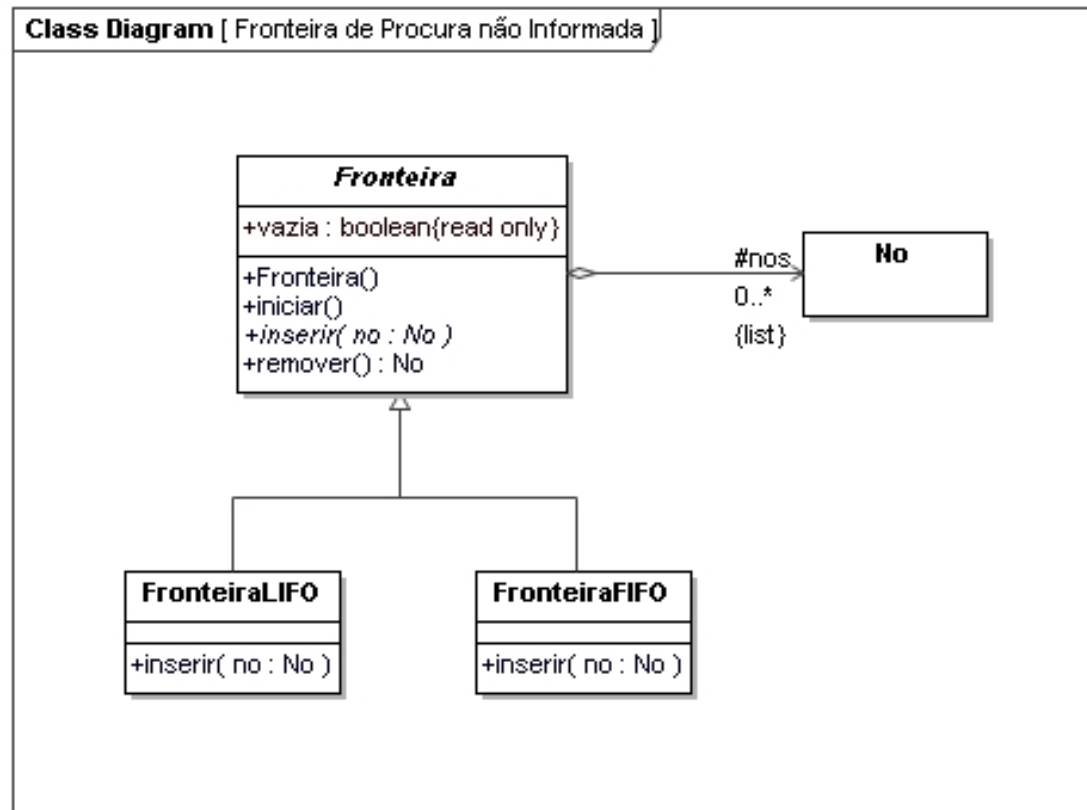 Class Diagram [ Fronteira de Procura não Informada ]
Fronteira
+vazia : boolean{read only}
+Fronteira()
+iniciar()
+inserir( no : No )
+remover() : No
#nos
0..*
{list}
No
FronteiraLIFO
+inserir( no : No )
FronteiraFIFO
+inserir( no : No )